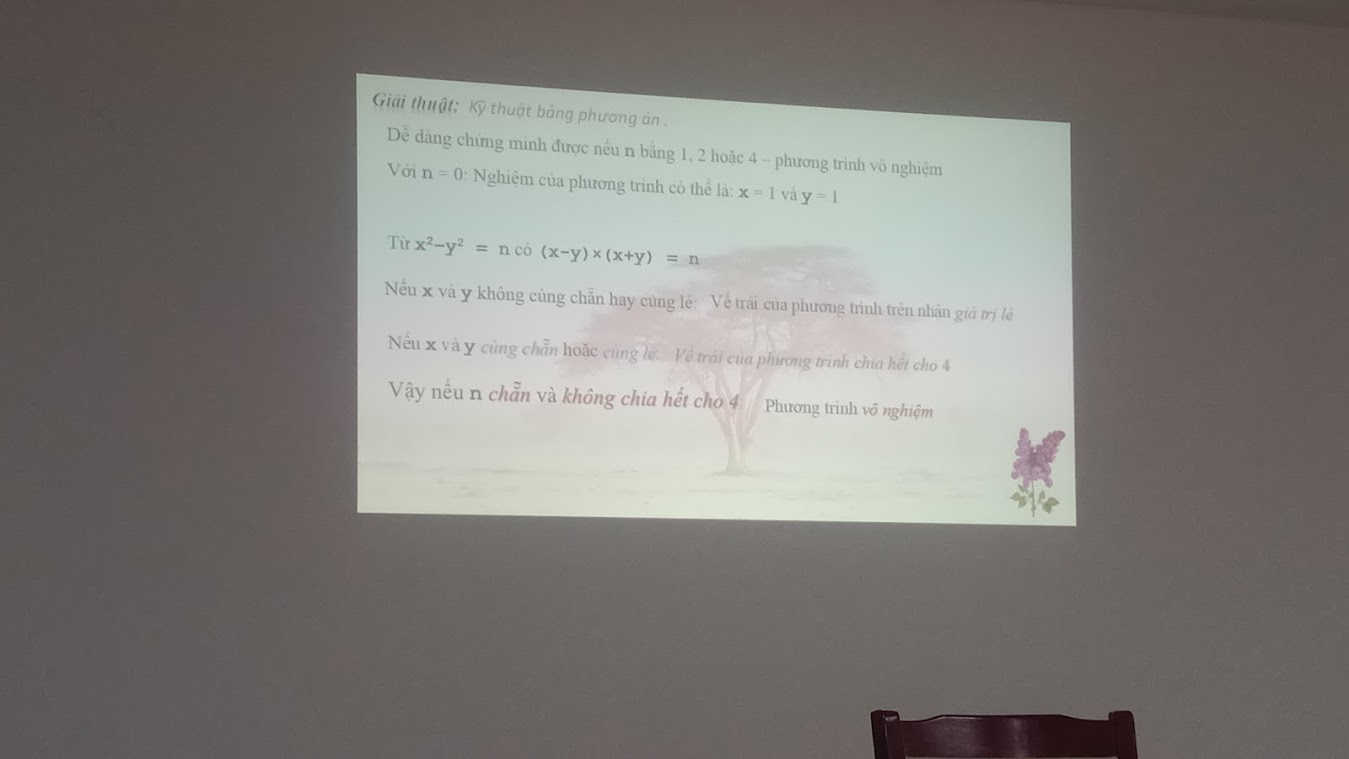 Giải thuật: Kỹ thuật bảng phương án .
Dễ dàng chứng minh được nếu n bằng 1, 2 hoặc 4 – phương trình vô nghiệm
Với n = 0: Nghiệm của phương trình có thể là: x = 1 và y = 1
Từ x²−y² = n có (x−y)×(x+y) = n
Nếu x và y không cùng chẵn hay cùng lẻ: Vế trái của phương trình trên nhân giá trị lẻ
Nếu x và y cùng chẵn hoặc cùng lẻ: Vế trái của phương trình chia hết cho 4
Vậy nếu n chẵn và không chia hết cho 4 Phương trình vô nghiệm